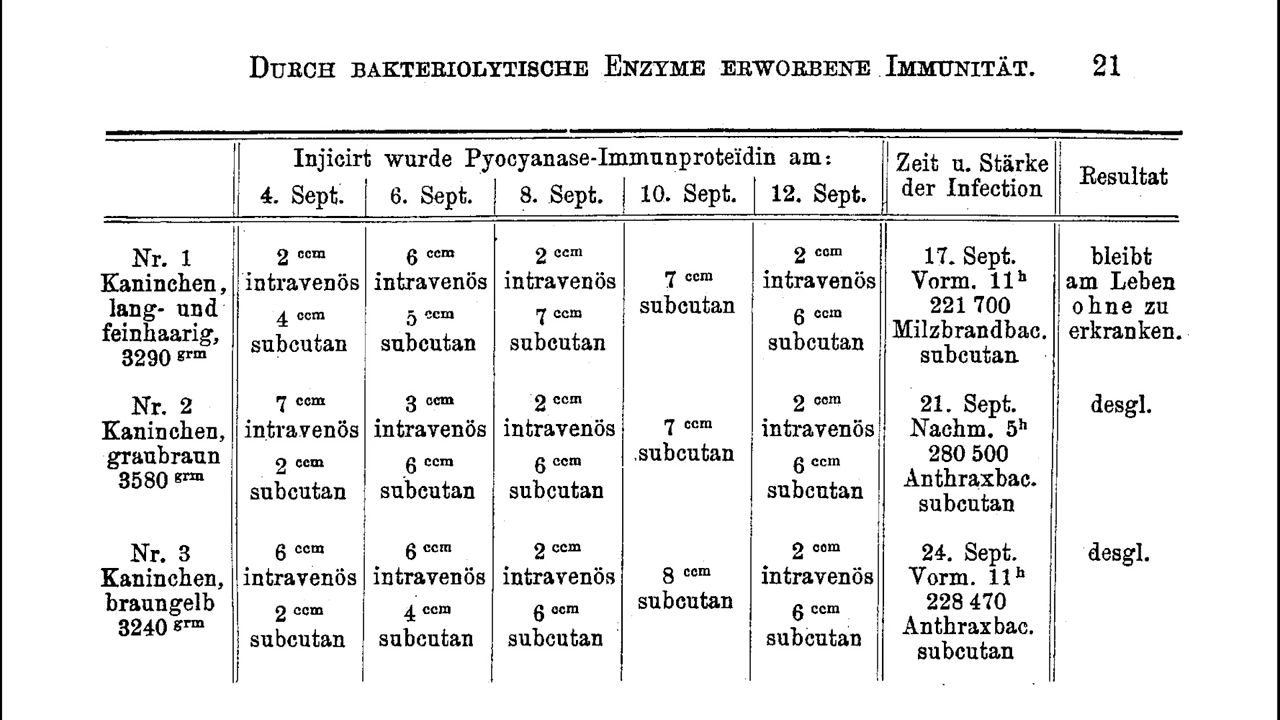 DURCH BAKTERIOLYTISCHE ENZYME ERWORBENE IMMUNITÄT. 21
Injicirt wurde Pyocyanase-Immunproteïdin am: Zeit u. Stärke der Infection Resultat
4. Sept. 6. Sept. 8. Sept. 10. Sept. 12. Sept.
Nr. 1
Kaninchen,
lang- und
feinhaarig,
3290 grm
2 ccm
intravenös
4 ccm
subcutan
6 ccm
intravenös
5 ccm
subcutan
2 ccm
intravenös
7 ccm
subcutan
7 ccm
subcutan
2 ccm
intravenös
6 ccm
subcutan
17. Sept.
Vorm. 11h
221 700
Milzbrandbac.
subcutan
bleibt
am Leben
ohne zu
erkranken.
Nr. 2
Kaninchen,
graubraun
3580 grm
7 ccm
intravenös
2 ccm
subcutan
3 ccm
intravenös
6 ccm
subcutan
2 ccm
intravenös
6 ccm
subcutan
7 ccm
subcutan
2 ccm
intravenös
6 ccm
subcutan
21. Sept.
Nachm. 5h
280 500
Anthraxbac.
subcutan
desgl.
Nr. 3
Kaninchen,
braungelb
3240 grm
6 ccm
intravenös
2 ccm
subcutan
6 ccm
intravenös
4 ccm
subcutan
2 ccm
intravenös
6 ccm
subcutan
8 ccm
subcutan
2 ccm
intravenös
6 ccm
subcutan
24. Sept.
Vorm. 11h
228 470
Anthraxbac.
subcutan
desgl.